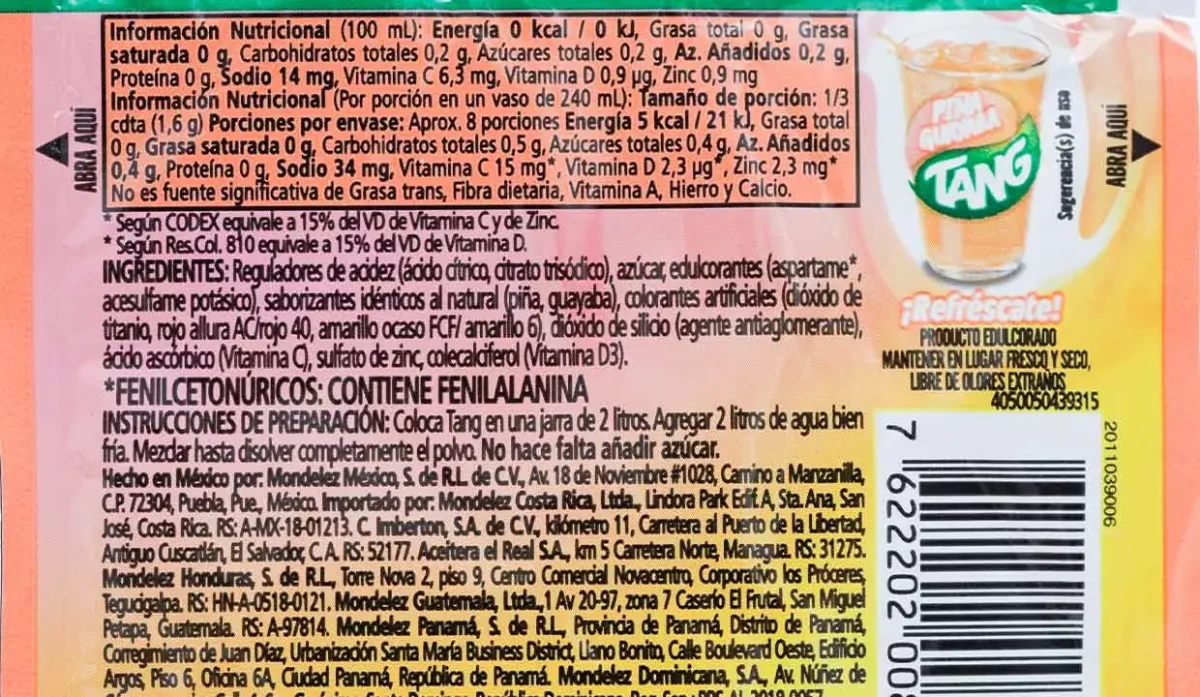 Información Nutricional (100 mL): Energía 0 kcal / 0 kJ, Grasa total 0 g, Grasa
saturada 0 g, Carbohidratos totales 0,2 g, Azúcares totales 0,2 g, Az. Añadidos 0,2 g,
Proteína 0 g, Sodio 14 mg, Vitamina C 6,3 mg, Vitamina D 0,9 µg, Zinc 0,9 mg
Información Nutricional (Por porción en un vaso de 240 mL): Tamaño de porción: 1/3
cdta (1,6 g) Porciones por envase: Aprox. 8 porciones Energía 5 kcal / 21 kJ, Grasa total
0 g, Grasa saturada 0 g, Carbohidratos totales 0,5 g, Azúcares totales 0,4 g, Az. Añadidos
0,4 g, Proteína 0 g, Sodio 34 mg, Vitamina C 15 mg*, Vitamina D 2,3 µg*, Zinc 2,3 mg*
No es fuente significativa de Grasa trans, Fibra dietaria, Vitamina A, Hierro y Calcio.
* Según CODEX equivale a 15% del VD de Vitamina C y de Zinc.
* Según Res.Col. 810 equivale a 15% del VD de Vitamina D.
INGREDIENTES: Reguladores de acidez (ácido cítrico, citrato trisódico), azúcar, edulcorantes (aspartame*,
acesulfame potásico), saborizantes idénticos al natural (piña, guayaba), colorantes artificiales (dióxido de
titanio, rojo allura AC/rojo 40, amarillo ocaso FCF/ amarillo 6), dióxido de silicio (agente antiaglomerante),
ácido ascórbico (Vitamina C), sulfato de zinc, colecalciferol (Vitamina D3).
*FENILCETONÚRICOS: CONTIENE FENILALANINA
INSTRUCCIONES DE PREPARACIÓN: Coloca Tang en una jarra de 2 litros. Agregar 2 litros de agua bien
fría. Mezclar hasta disolver completamente el polvo. No hace falta añadir azúcar.
Hecho en México por: Mondelez México, S. de R.L. de C.V., Av. 18 de Noviembre #1028, Camino a Manzanilla,
C.P. 72304, Puebla, Pue., México. Importado por: Mondelez Costa Rica, Ltda., Lindora Park Edif. A, Sta. Ana, San
José, Costa Rica. RS: A-MX-18-01213. C. Imberton, S.A. de C.V., kilómetro 11, Carretera al Puerto de la Libertad,
Antiguo Cuscatlán, El Salvador, C.A. RS: 52177. Aceitera el Real S.A., km 5 Carretera Norte, Managua. RS: 31275.
Mondelez Honduras, S. de R.L., Torre Nova 2, piso 9, Centro Comercial Novacentro, Corporativo los Próceres,
Tegucigalpa. RS: HN-A-0518-0121. Mondelez Guatemala, Ltda.,1 Av 20-97, zona 7 Caserío El Frutal, San Miguel
Petapa, Guatemala. RS: A-97814. Mondelez Panamá, S. de R.L., Provincia de Panamá, Distrito de Panamá,
Corregimiento de Juan Díaz, Urbanización Santa María Business District, Llano Bonito, Calle Boulevard Oeste, Edificio
Argos, Piso 6, Oficina 6A, Ciudad Panamá, República de Panamá. Mondelez Dominicana, S.A., Av. Núñez de
ABRA AQUÍ
PIÑA
GUAYABA
TANG
Sugerencia(s) de uso
ABRA AQUÍ
¡Refréscate!
PRODUCTO EDULCORADO
MANTENER EN LUGAR FRESCO Y SECO,
LIBRE DE OLORES EXTRAÑOS
4050050439315
7 622202 00
2011039006